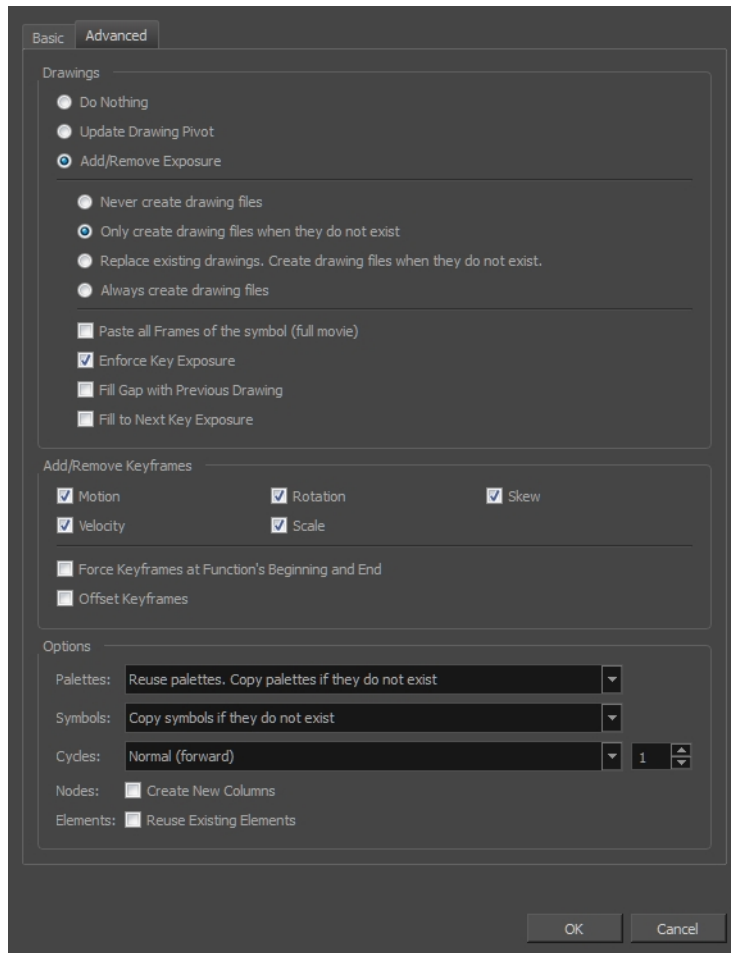 Basic Advanced
Drawings
Do Nothing
Update Drawing Pivot
Add/Remove Exposure
Never create drawing files
Only create drawing files when they do not exist
Replace existing drawings. Create drawing files when they do not exist.
Always create drawing files
Paste all Frames of the symbol (full movie)
Enforce Key Exposure
Fill Gap with Previous Drawing
Fill to Next Key Exposure
Add/Remove Keyframes
Motion Rotation Skew
Velocity Scale
Force Keyframes at Function's Beginning and End
Offset Keyframes
Options
Palettes: Reuse palettes. Copy palettes if they do not exist
Symbols: Copy symbols if they do not exist
Cycles: Normal (forward) 1
Nodes: Create New Columns
Elements: Reuse Existing Elements
OK Cancel